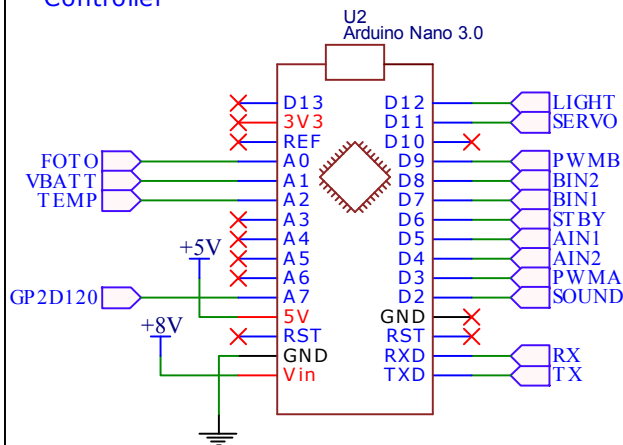 Controller
U2
Arduino Nano 3.0
D13 D12 LIGHT
3V3 D11 SERVO
REF D10
FOTO A0 D9 PWMB
VBATT A1 D8 BIN2
TEMP A2 D7 BIN1
A3 D6 STBY
+5V A4 D5 AIN1
A5 D4 AIN2
A6 D3 PWMA
GP2D120 A7 D2 SOUND
5V GND
+8V RST RST
GND RXD RX
Vin TXD TX